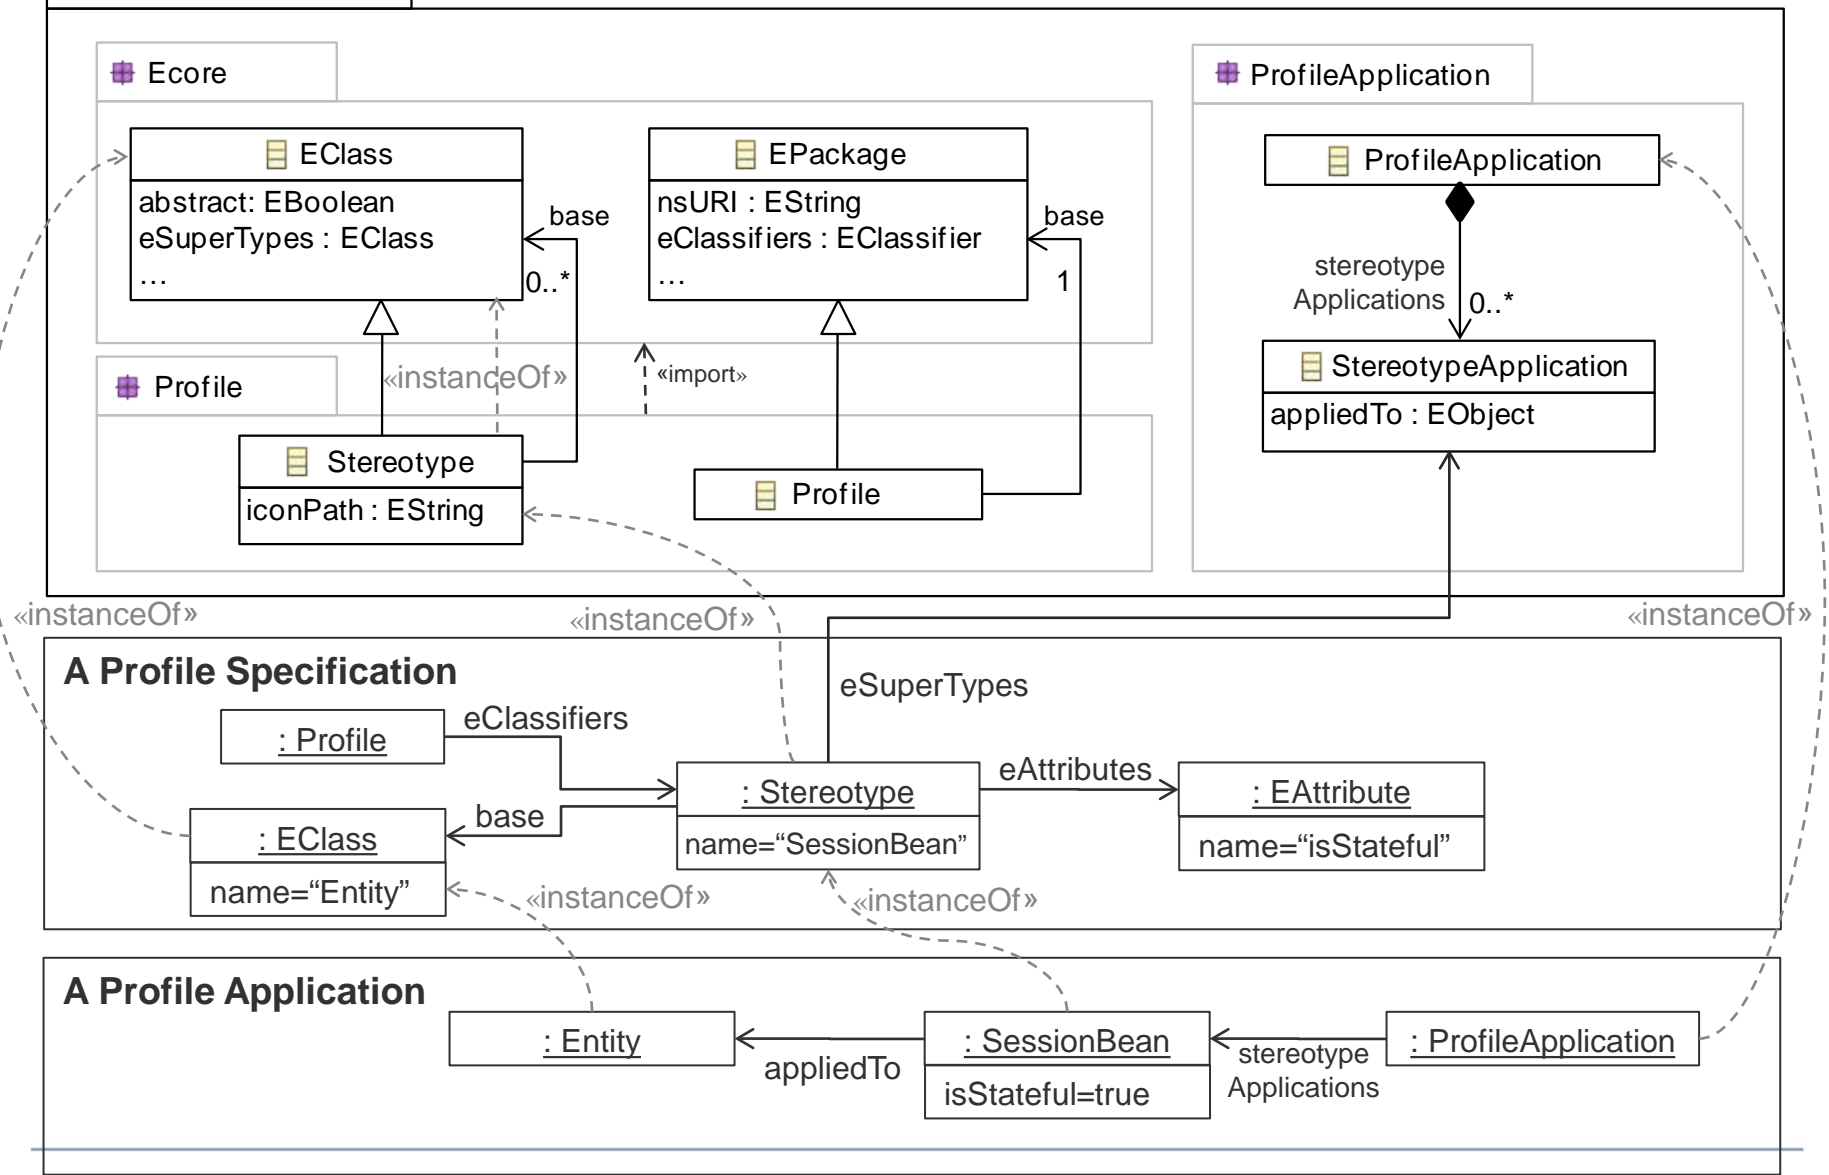 Ecore
ProfileApplication
EClass
abstract: EBoolean
eSuperTypes : EClass
...
base
0..*
EPackage
nsURI : EString
eClassifiers : EClassifier
...
base
1
ProfileApplication
stereotype
Applications
0..*
StereotypeApplication
appliedTo : EObject
Profile
«instanceOf»
«import»
Stereotype
iconPath : EString
Profile
«instanceOf»
«instanceOf»
«instanceOf»
A Profile Specification
eSuperTypes
eClassifiers
: Profile
: Stereotype
name=“SessionBean”
eAttributes
: EAttribute
name=“isStateful”
base
: EClass
name=“Entity”
«instanceOf»
«instanceOf»
A Profile Application
: Entity
appliedTo
: SessionBean
isStateful=true
stereotype
Applications
: ProfileApplication